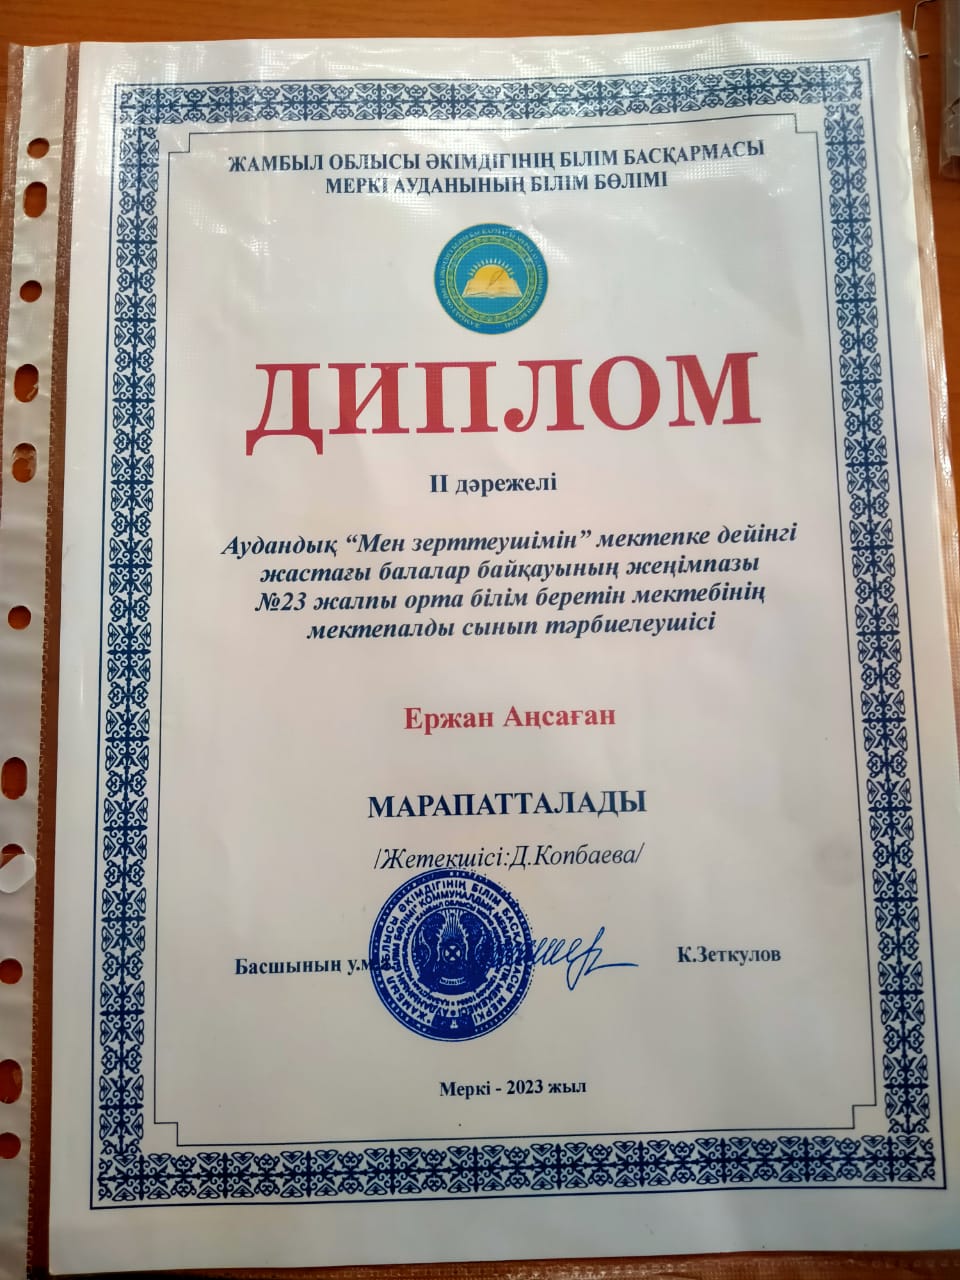 ЖАМБЫЛ ОБЛЫСЫ ӘКІМДІГІНІҢ БІЛІМ БАСҚАРМАСЫ
МЕРКІ АУДАНЫНЫҢ БІЛІМ БӨЛІМІ
ДИПЛОМ
II дәрежелі
Аудандық “Мен зерттеушімін” мектепке дейінгі
жастағы балалар байқауының жеңімпазы
№23 жалпы орта білім беретін мектебінің
мектепалды сынып тәрбиелеушісі
Ержан Аңсаған
МАРАПАТТАЛАДЫ
/Жетекшісі:Д.Копбаева/
Басшының у.м.а
К.Зеткулов
Меркі - 2023 жыл